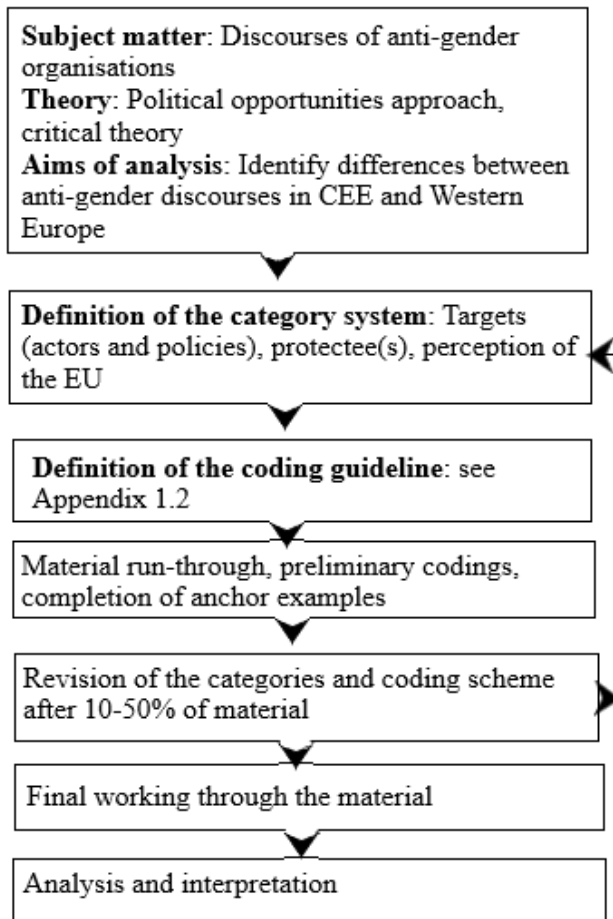 Subject matter: Discourses of anti-gender
organisations
Theory: Political opportunities approach,
critical theory
Aims of analysis: Identify differences between
anti-gender discourses in CEE and Western
Europe
Definition of the category system: Targets
(actors and policies), protectee(s), perception of
the EU
Definition of the coding guideline: see
Appendix 1.2
Material run-through, preliminary codings,
completion of anchor examples
Revision of the categories and coding scheme
after 10-50% of material
Final working through the material
Analysis and interpretation